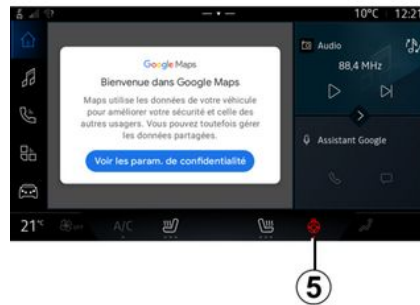 10°C 12:21
Google Maps
Bienvenue dans Google Maps
Maps utilise les données de votre véhicule
pour améliorer votre sécurité et celle des
autres usagers. Vous pouvez toutefois gérer
les données partagées.
Voir les param. de confidentialité
Audio
88,4 MHz
Assistant Google
21°C
OFF
A/C
5